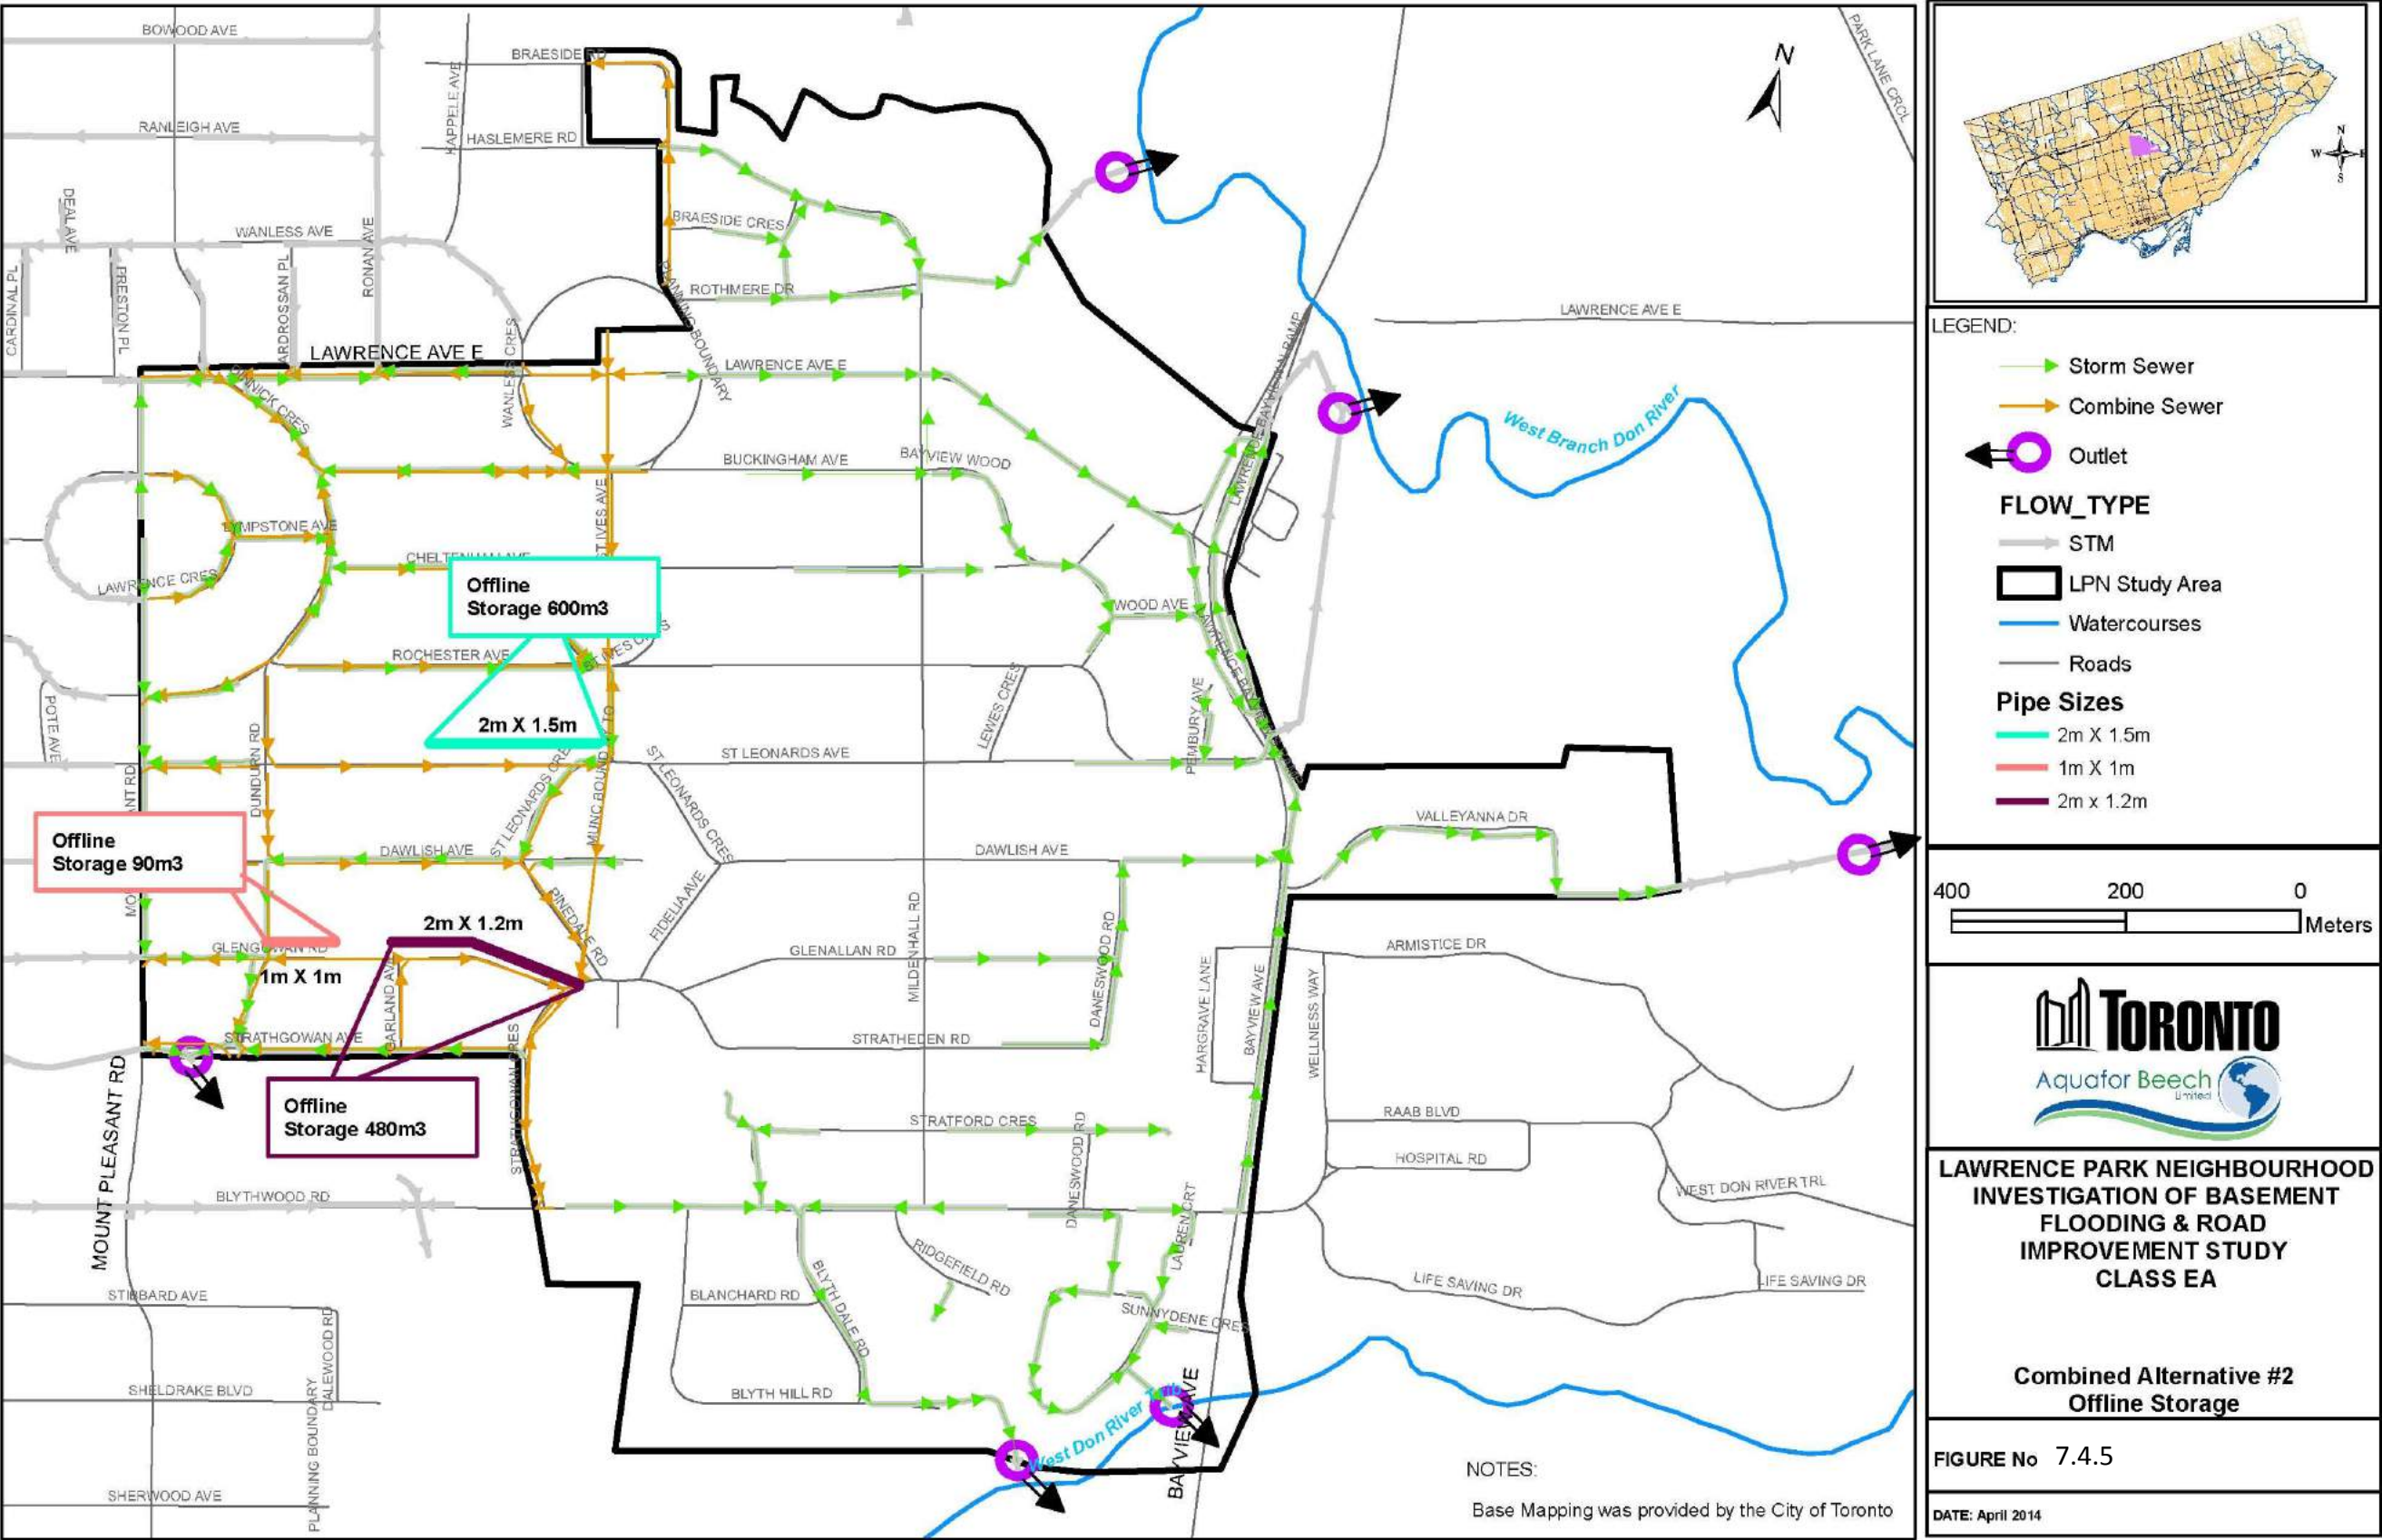 BOWOOD AVE
BRAESIDE RD
RANLEIGH AVE
HASLEMERE RD
DEAL AVE
WANLESS AVE
RONAN AVE
BRAESIDE CRES
CARDINAL PL
PRESTON PL
ARDROSSAN PL
PLANNING BOUNDARY
ROTHMERE DR
LAWRENCE AVE E
PARK LANE CRCL
N
LAWRENCE AVE E
WANLESS CRES
LAWRENCE AVE E
BUCKINGHAM AVE
BAYVIEW WOOD
West Branch Don River
ST IVES AVE
LAWRENCE CRES
Offline
Storage 600m3
WOOD AVE
ROCHESTER AVE
LEWES CRES
PEMBURY AVE
POTE AVE
2m X 1.5m
DUNDURN RD
ST LEONARDS AVE
ST LEONARDS CRES
Offline
Storage 90m3
DAWLISH AVE
DAWLISH AVE
VALLEYANNA DR
PINEDALE RD
FIDELIA AVE
MILDENHALL RD
DANESWOOD RD
2m X 1.2m
GLENALLAN RD
ARMISTICE DR
1m X 1m
GARLAND AVE
HARGRAVE LANE
BAYVIEW AVE
WELLNESS WAY
STRATHGOWAN AVE
STRATHEDEN RD
MOUNT PLEASANT RD
Offline
Storage 480m3
STRATHGOWAN CRES
STRATFORD CRES
DANESWOOD RD
RAAB BLVD
HOSPITAL RD
WEST DON RIVER TRL
BLYTHWOOD RD
LAUREN CRT
RIDGEFIELD RD
BLYTH DALE RD
BLANCHARD RD
SUNNYDENE CRES
LIFE SAVING DR
LIFE SAVING DR
STIBBARD AVE
DALEWOOD RD
SHELDRAKE BLVD
PLANNING BOUNDARY
BLYTH HILL RD
West Don River Trib
BAYVIEW AVE
SHERWOOD AVE
NOTES:
Base Mapping was provided by the City of Toronto
N
W
E
S
LEGEND:
Storm Sewer
Combine Sewer
Outlet
FLOW_TYPE
STM
LPN Study Area
Watercourses
Roads
Pipe Sizes
2m X 1.5m
1m X 1m
2m x 1.2m
400 200 0
Meters
TORONTO
Aquafor Beech
Limited
LAWRENCE PARK NEIGHBOURHOOD
INVESTIGATION OF BASEMENT
FLOODING & ROAD
IMPROVEMENT STUDY
CLASS EA
Combined Alternative #2
Offline Storage
FIGURE No 7.4.5
DATE: April 2014